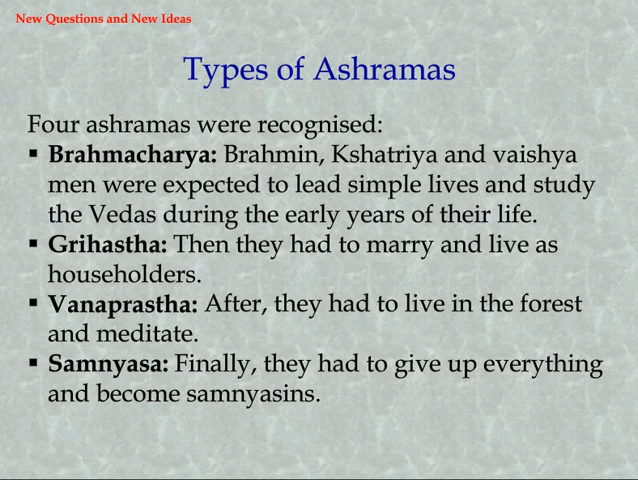 New Questions and New Ideas
Types of Ashramas
Four ashramas were recognised:
▪ Brahmacharya: Brahmin, Kshatriya and vaishya
men were expected to lead simple lives and study
the Vedas during the early years of their life.
▪ Grihastha: Then they had to marry and live as
householders.
▪ Vanaprastha: After, they had to live in the forest
and meditate.
▪ Samnyasa: Finally, they had to give up everything
and become samnyasins.